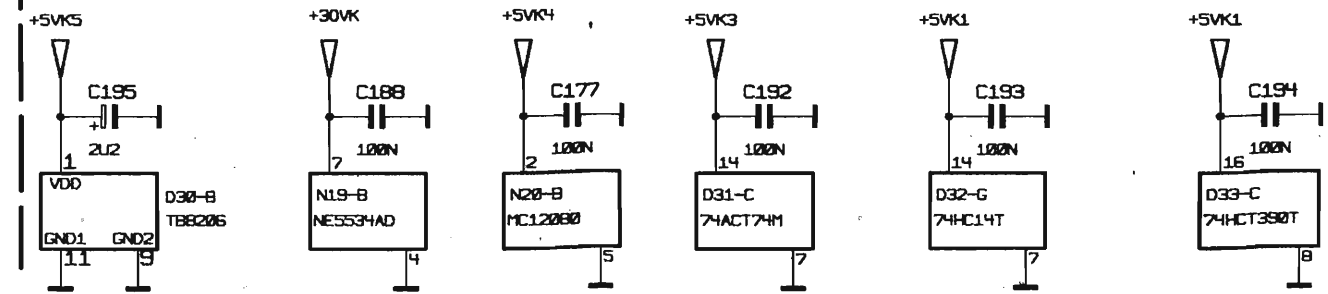 +5VK5
+30VK
+5VK4
+5VK3
+5VK1
+5VK1
C195
C188
C177
C192
C193
C194
+
2U2
100N
100N
100N
100N
100N
1
7
2
14
14
16
VDD
D30-B
N19-B
N20-B
D31-C
D32-G
D33-C
TBB206
NE5534AD
MC12080
74ACT74M
74HC14T
74HCT390T
GND1
GND2
11
9
4
5
7
7
8